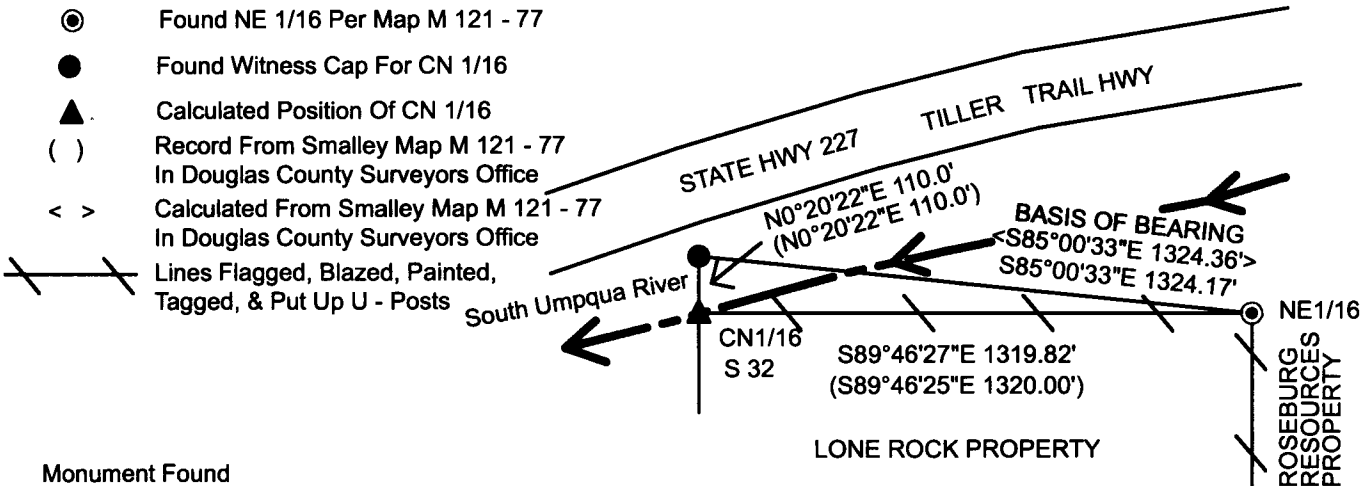 Found NE 1/16 Per Map M 121 - 77
Found Witness Cap For CN 1/16
Calculated Position Of CN 1/16
( ) Record From Smalley Map M 121 - 77
In Douglas County Surveyors Office
< > Calculated From Smalley Map M 121 - 77
In Douglas County Surveyors Office
Lines Flagged, Blazed, Painted,
Tagged, & Put Up U - Posts
Monument Found
STATE HWY 227 TILLER TRAIL HWY
N0°20'22"E 110.0'
(N0°20'22"E 110.0')
BASIS OF BEARING
<S85°00'33"E 1324.36'>
S85°00'33"E 1324.17'
South Umpqua River
CN1/16
S 32
NE1/16
S89°46'27"E 1319.82'
(S89°46'25"E 1320.00')
LONE ROCK PROPERTY
ROSEBURG
RESOURCES
PROPERTY